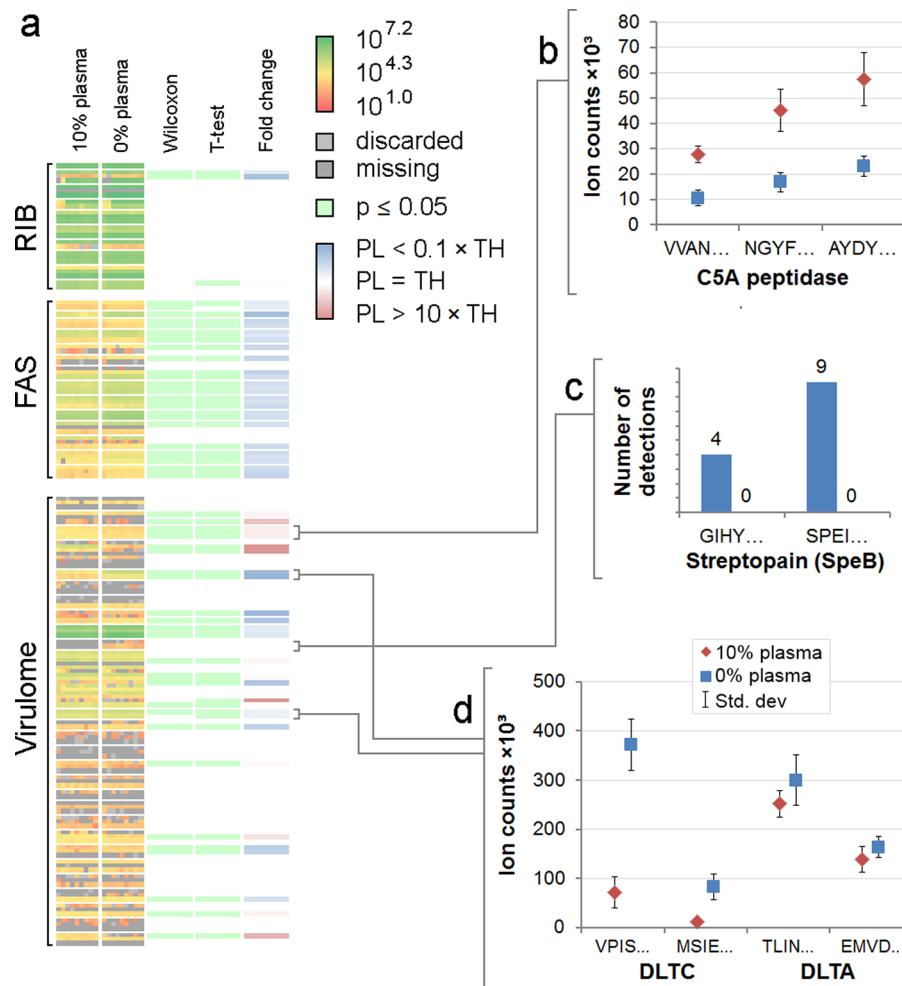 a
10% plasma
0% plasma
Wilcoxon
T-test
Fold change
10^7.2
10^4.3
10^1.0
discarded
missing
p ≤ 0.05
PL < 0.1 × TH
PL = TH
PL > 10 × TH
RIB
FAS
Virulome
b
Ion counts ×10³
80
70
60
50
40
30
20
10
0
VVAN...
NGYF...
AYDY...
C5A peptidase
c
Number of
detections
4
0
9
0
GIHY...
SPEI...
Streptopain (SpeB)
d
10% plasma
0% plasma
Std. dev
Ion counts ×10³
500
400
300
200
100
0
VPIS...
MSIE...
TLIN...
EMVD...
DLTC
DLTA